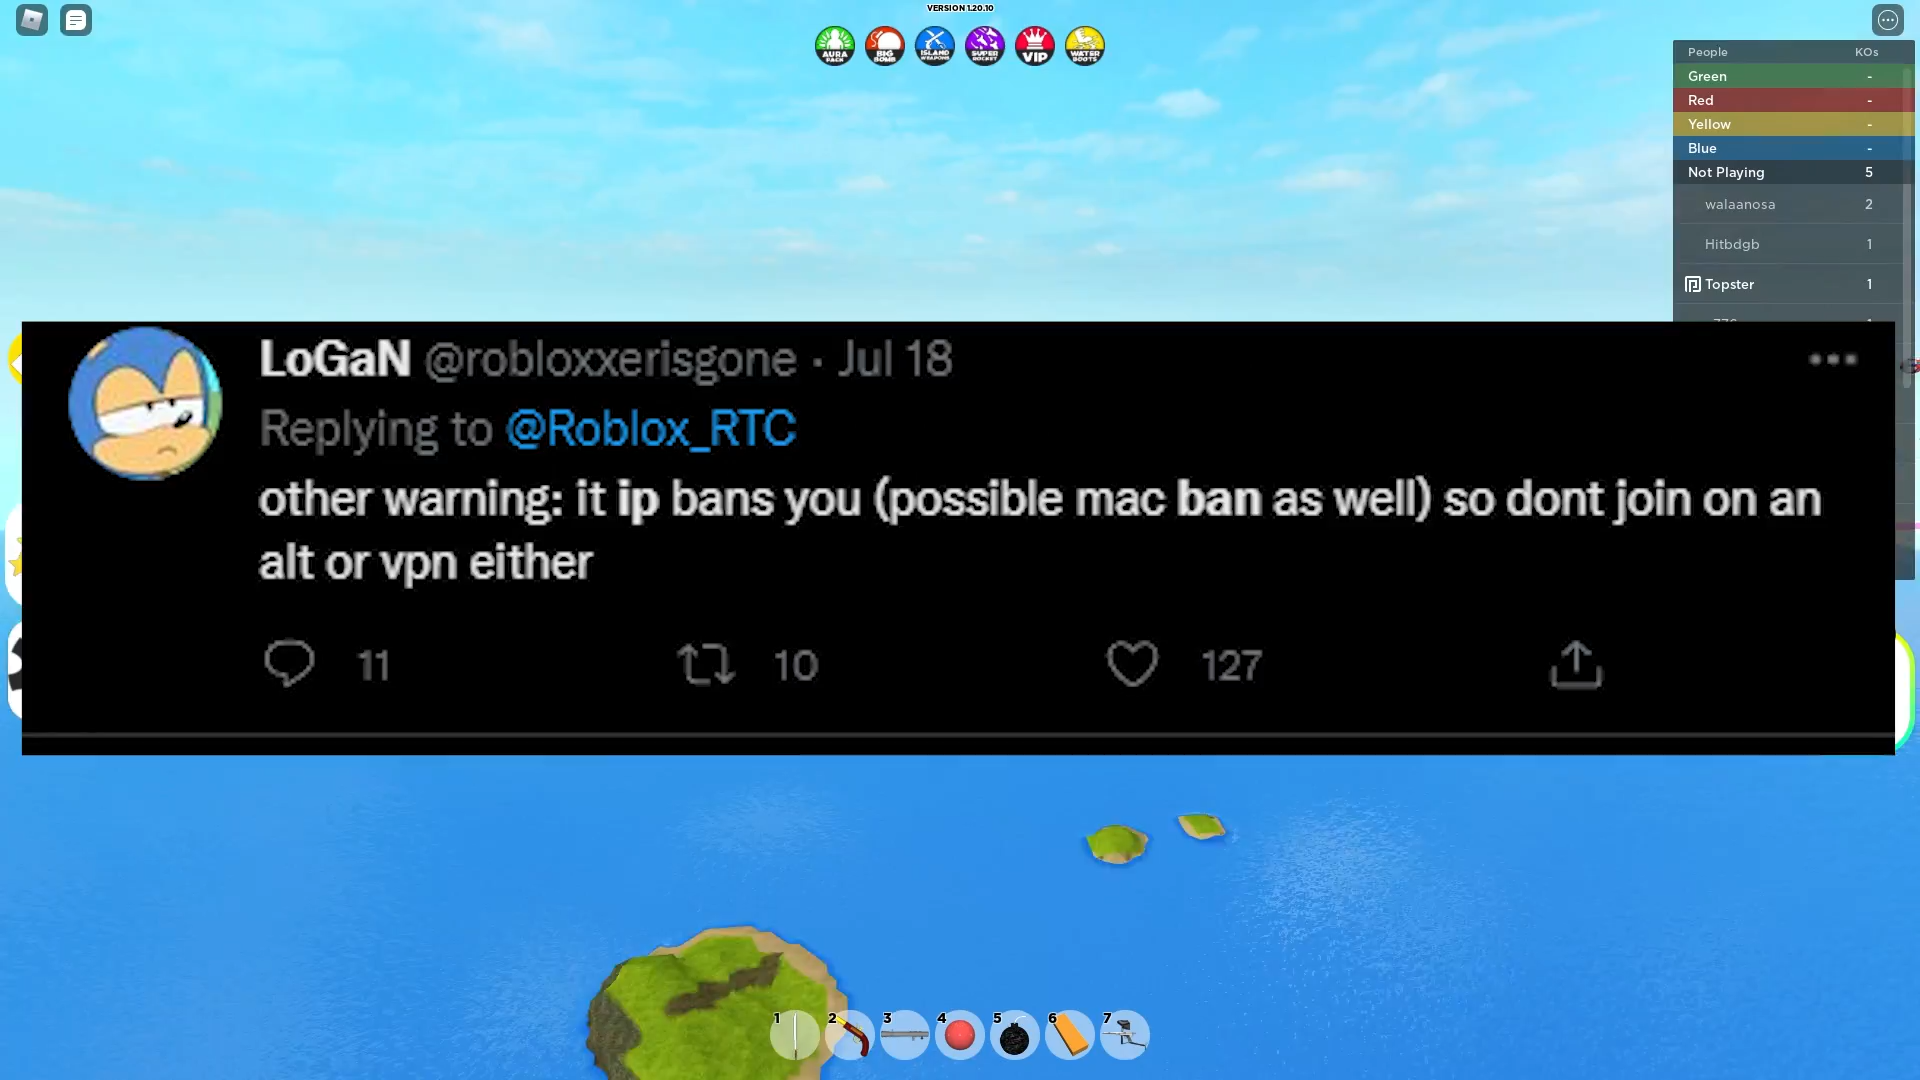 VERSION 1.20.10
AURA PACK
BIG BOMB
ISLAND WEAPONS
SUPER ROCKET
VIP
WATER BOOTS
People KOs
Green -
Red -
Yellow -
Blue -
Not Playing 5
walaanosa 2
Hitbdgb 1
Topster 1
LoGaN @robloxxerisgone · Jul 18
Replying to @Roblox_RTC
other warning: it ip bans you (possible mac ban as well) so dont join on an
alt or vpn either
11 10 127
1 2 3 4 5 6 7